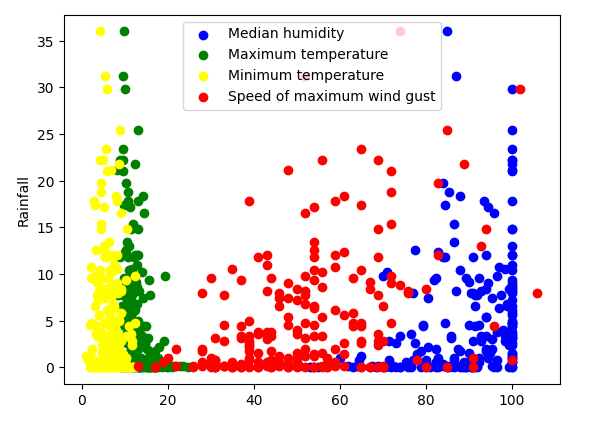 Median humidity
Maximum temperature
Minimum temperature
Speed of maximum wind gust
Rainfall
35
30
25
20
15
10
5
0
0 20 40 60 80 100